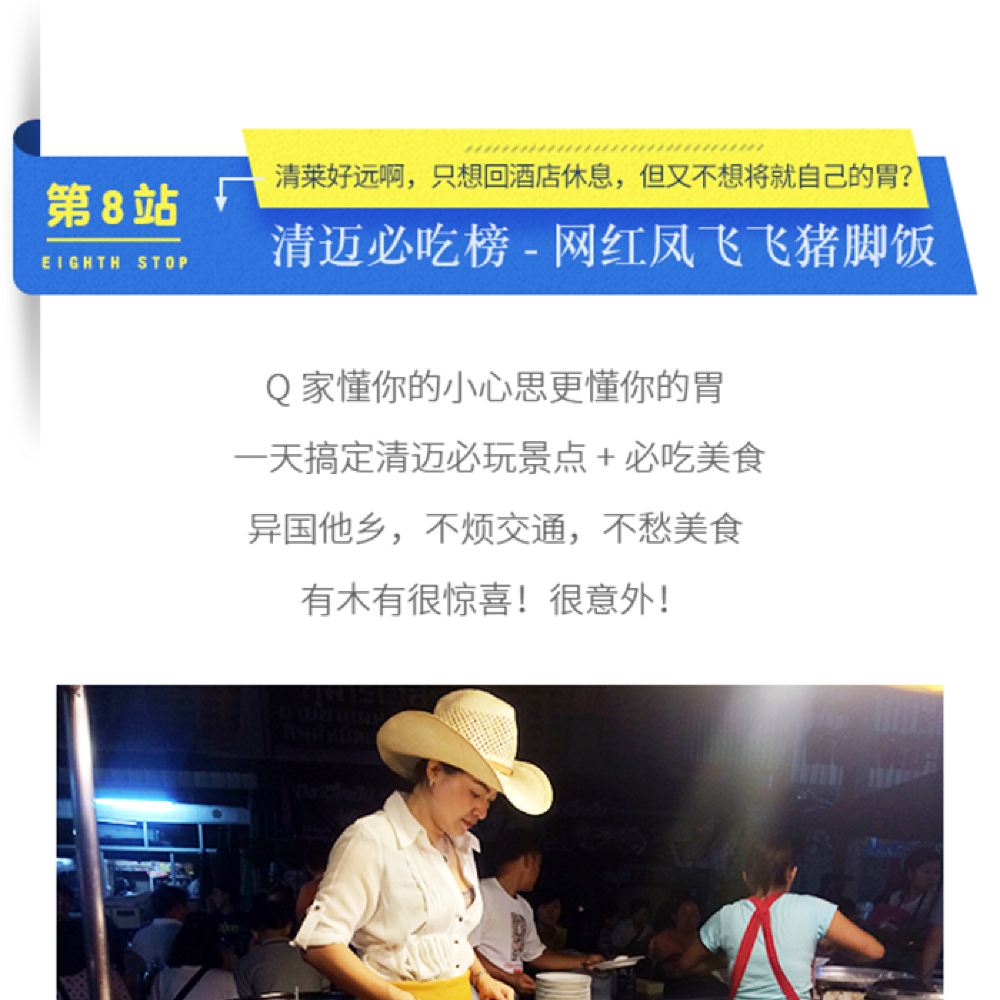 清莱好远啊，只想回酒店休息，但又不想将就自己的胃？
第8站
EIGHTH STOP
清迈必吃榜 - 网红凤飞飞猪脚饭
Q 家懂你的小心思更懂你的胃
一天搞定清迈必玩景点 + 必吃美食
异国他乡，不烦交通，不愁美食
有木有很惊喜！很意外！